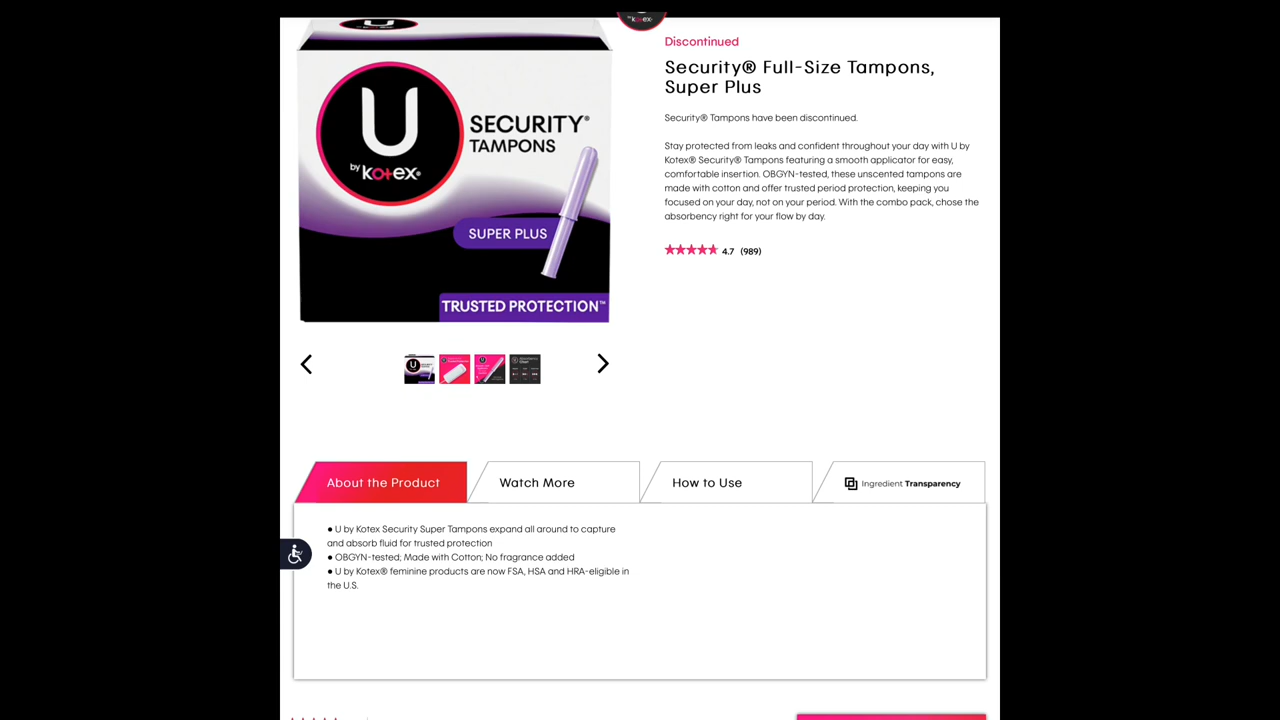 by kotex®
Discontinued
Security® Full-Size Tampons,
Super Plus
Security® Tampons have been discontinued.
Stay protected from leaks and confident throughout your day with U by
Kotex® Security® Tampons featuring a smooth applicator for easy,
comfortable insertion. OBGYN-tested, these unscented tampons are
made with cotton and offer trusted period protection, keeping you
focused on your day, not on your period. With the combo pack, chose the
absorbency right for your flow by day.
4.7 (989)
U
by kotex®
SECURITY®
TAMPONS
SUPER PLUS
TRUSTED PROTECTION™
About the Product
Watch More
How to Use
Ingredient Transparency
● U by Kotex Security Super Tampons expand all around to capture
and absorb fluid for trusted protection
● OBGYN-tested; Made with Cotton; No fragrance added
● U by Kotex® feminine products are now FSA, HSA and HRA-eligible in
the U.S.